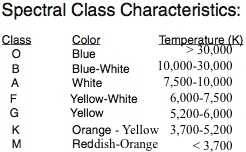 Spectral Class Characteristics:
Class Color Temperature (K)
O Blue > 30,000
B Blue-White 10,000-30,000
A White 7,500-10,000
F Yellow-White 6,000-7,500
G Yellow 5,200-6,000
K Orange - Yellow 3,700-5,200
M Reddish-Orange < 3,700